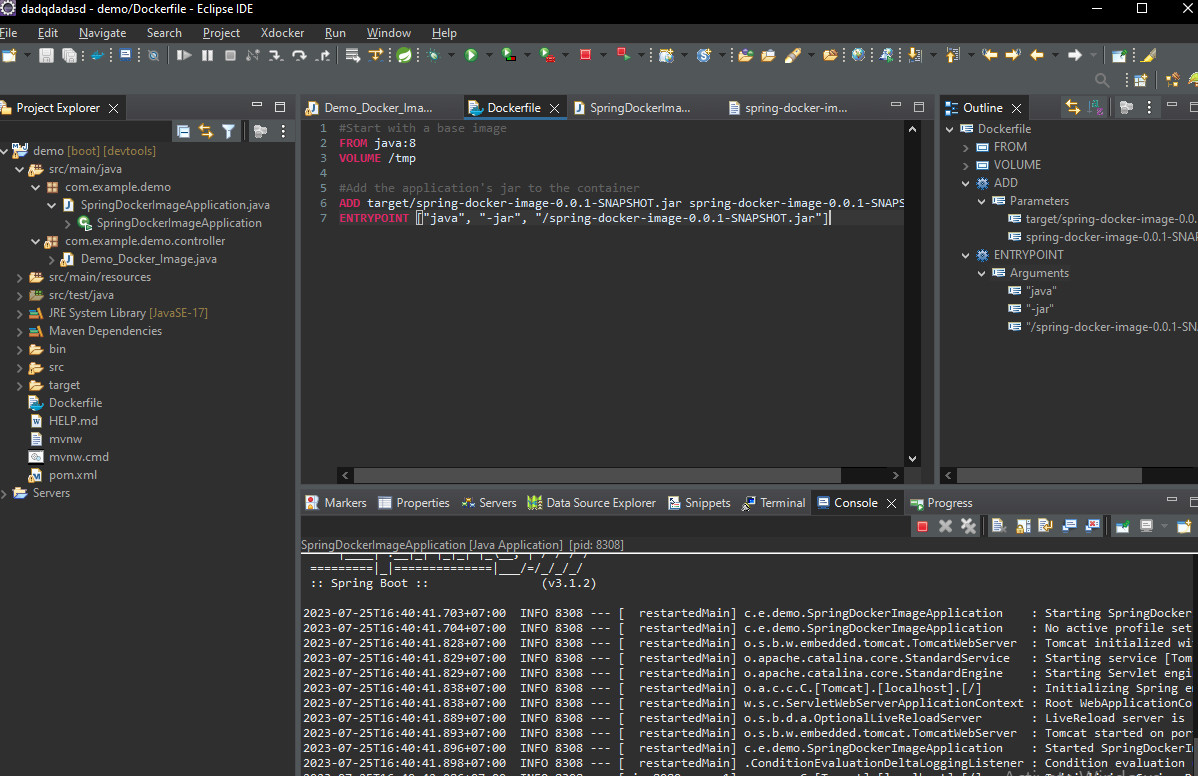 dadqdadasd - demo/Dockerfile - Eclipse IDE
File Edit Navigate Search Project Xdocker Run Window Help
Project Explorer
Demo_Docker_Ima...
Dockerfile
SpringDockerIma...
spring-docker-im...
Outline
demo [boot] [devtools]
src/main/java
com.example.demo
SpringDockerImageApplication.java
SpringDockerImageApplication
com.example.demo.controller
Demo_Docker_Image.java
src/main/resources
src/test/java
JRE System Library [JavaSE-17]
Maven Dependencies
bin
src
target
Dockerfile
HELP.md
mvnw
mvnw.cmd
pom.xml
Servers
1 #Start with a base image
2 FROM java:8
3 VOLUME /tmp
4
5 #Add the application's jar to the container
6 ADD target/spring-docker-image-0.0.1-SNAPSHOT.jar spring-docker-image-0.0.1-SNAPS
7 ENTRYPOINT ["java", "-jar", "/spring-docker-image-0.0.1-SNAPSHOT.jar"]
Dockerfile
FROM
VOLUME
ADD
Parameters
target/spring-docker-image-0.0.
spring-docker-image-0.0.1-SNAP
ENTRYPOINT
Arguments
"java"
"-jar"
"/spring-docker-image-0.0.1-SNA
Markers Properties Servers Data Source Explorer Snippets Terminal Console Progress
SpringDockerImageApplication [Java Application] [pid: 8308]
=========|_|==============|___/=/_/_/_/
:: Spring Boot :: (v3.1.2)
2023-07-25T16:40:41.703+07:00 INFO 8308 --- [ restartedMain] c.e.demo.SpringDockerImageApplication : Starting SpringDocker
2023-07-25T16:40:41.704+07:00 INFO 8308 --- [ restartedMain] c.e.demo.SpringDockerImageApplication : No active profile set
2023-07-25T16:40:41.828+07:00 INFO 8308 --- [ restartedMain] o.s.b.w.embedded.tomcat.TomcatWebServer : Tomcat initialized wi
2023-07-25T16:40:41.829+07:00 INFO 8308 --- [ restartedMain] o.apache.catalina.core.StandardService : Starting service [Tom
2023-07-25T16:40:41.829+07:00 INFO 8308 --- [ restartedMain] o.apache.catalina.core.StandardEngine : Starting Servlet engi
2023-07-25T16:40:41.838+07:00 INFO 8308 --- [ restartedMain] o.a.c.c.C.[Tomcat].[localhost].[/] : Initializing Spring e
2023-07-25T16:40:41.838+07:00 INFO 8308 --- [ restartedMain] w.s.c.ServletWebServerApplicationContext : Root WebApplicationCo
2023-07-25T16:40:41.889+07:00 INFO 8308 --- [ restartedMain] o.s.b.d.a.OptionalLiveReloadServer : LiveReload server is
2023-07-25T16:40:41.893+07:00 INFO 8308 --- [ restartedMain] o.s.b.w.embedded.tomcat.TomcatWebServer : Tomcat started on por
2023-07-25T16:40:41.896+07:00 INFO 8308 --- [ restartedMain] c.e.demo.SpringDockerImageApplication : Started SpringDockerI
2023-07-25T16:40:41.898+07:00 INFO 8308 --- [ restartedMain] .ConditionEvaluationDeltaLoggingListener : Condition evaluation